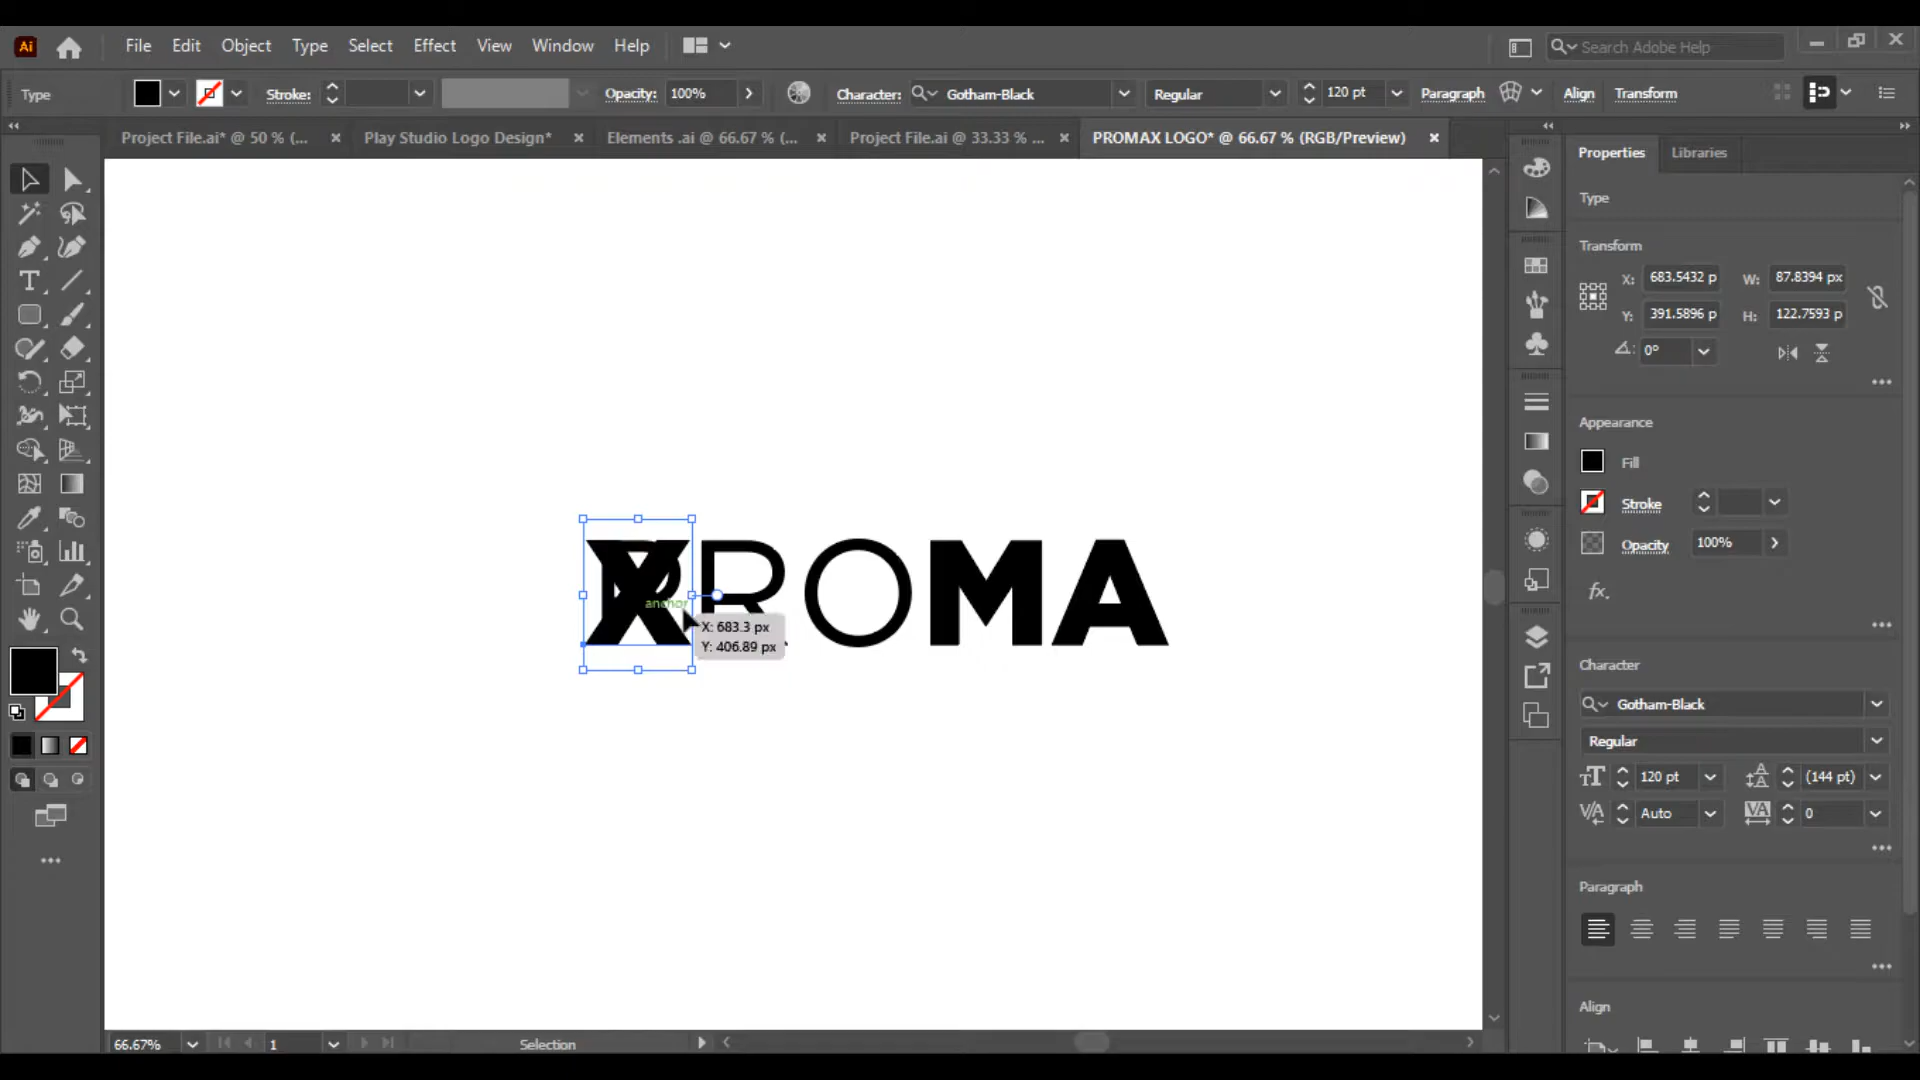 Ai File Edit Object Type Select Effect View Window Help Search Adobe Help
Type Stroke: Opacity: 100% Character: Gotham-Black Regular 120 pt Paragraph Align Transform
Project File.ai* @ 50 % (... Play Studio Logo Design* Elements .ai @ 66.67 % (... Project File.ai @ 33.33 % ... PROMAX LOGO* @ 66.67 % (RGB/Preview)
Properties Libraries
Type
Transform
X: 683.5432 p W: 87.8394 px
Y: 391.5896 p H: 122.7593 p
0°
Appearance
Fill
Stroke
Opacity 100%
fx.
Character
Gotham-Black
Regular
120 pt (144 pt)
Auto 0
Paragraph
Align
X ROMA
anchor
X: 683.3 px
Y: 406.89 px
66.67% 1 Selection